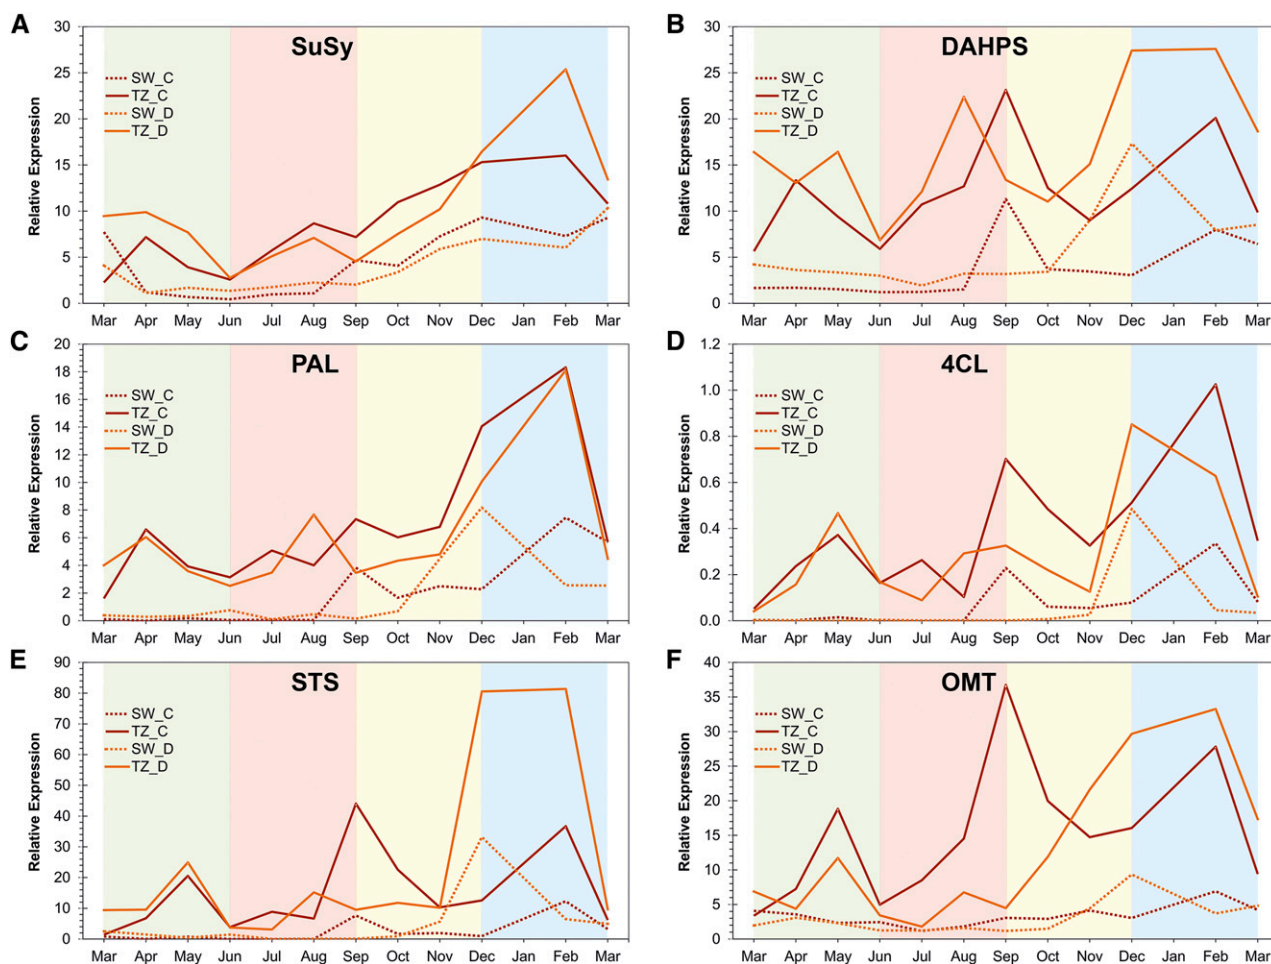 A
SuSy
30
25
20
15
10
5
0
Relative Expression
SW_C
TZ_C
SW_D
TZ_D
Mar Apr May Jun Jul Aug Sep Oct Nov Dec Jan Feb Mar
B
DAHPS
30
25
20
15
10
5
0
Relative Expression
SW_C
TZ_C
SW_D
TZ_D
Mar Apr May Jun Jul Aug Sep Oct Nov Dec Jan Feb Mar
C
PAL
20
18
16
14
12
10
8
6
4
2
0
Relative Expression
SW_C
TZ_C
SW_D
TZ_D
Mar Apr May Jun Jul Aug Sep Oct Nov Dec Jan Feb Mar
D
4CL
1.2
1.0
0.8
0.6
0.4
0.2
0.0
Relative Expression
SW_C
TZ_C
SW_D
TZ_D
Mar Apr May Jun Jul Aug Sep Oct Nov Dec Jan Feb Mar
E
STS
90
80
70
60
50
40
30
20
10
0
Relative Expression
SW_C
TZ_C
SW_D
TZ_D
Mar Apr May Jun Jul Aug Sep Oct Nov Dec Jan Feb Mar
F
OMT
40
35
30
25
20
15
10
5
0
Relative Expression
SW_C
TZ_C
SW_D
TZ_D
Mar Apr May Jun Jul Aug Sep Oct Nov Dec Jan Feb Mar